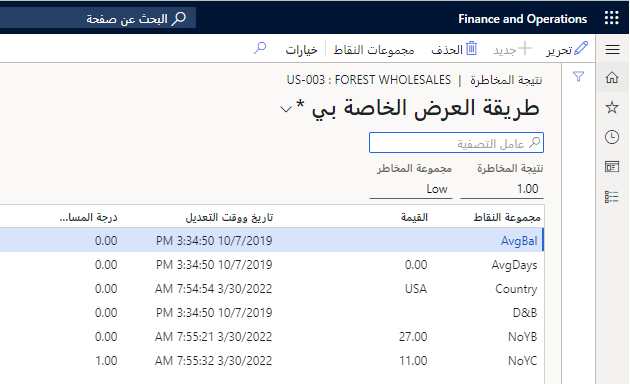 Finance and Operations البحث عن صفحة
تحرير جديد الحذف مجموعات النقاط خيارات
نتيجة المخاطرة | US-003 : FOREST WHOLESALES
طريقة العرض الخاصة بي *
عامل التصفية
نتيجة المخاطرة مجموعة المخاطر
1.00 Low
مجموعة النقاط القيمة تاريخ ووقت التعديل درجة المسا...
AvgBal 10/7/2019 3:34:50 PM 0.00
AvgDays 0.00 10/7/2019 3:34:50 PM 0.00
Country USA 3/30/2022 7:54:54 AM 0.00
D&B 10/7/2019 3:34:50 PM 0.00
NoYB 27.00 3/30/2022 7:55:21 AM 0.00
NoYC 11.00 3/30/2022 7:55:32 AM 1.00